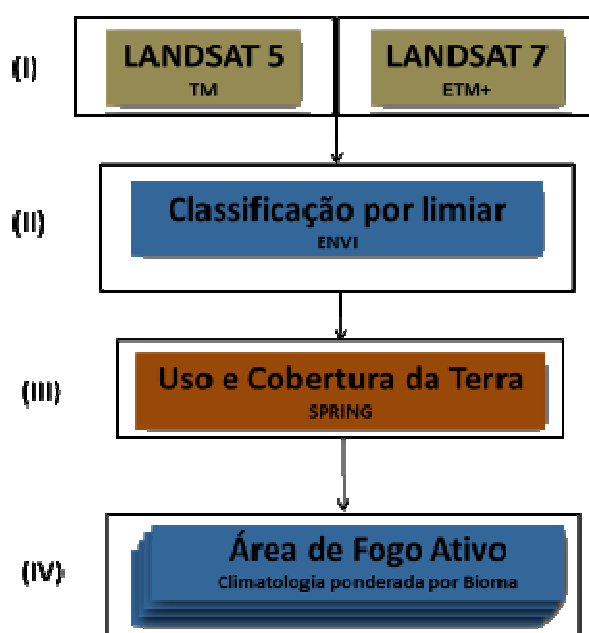 (I)
LANDSAT 5
TM
LANDSAT 7
ETM+
(II)
Classificação por limiar
ENVI
(III)
Uso e Cobertura da Terra
SPRING
(IV)
Área de Fogo Ativo
Climatologia ponderada por Bioma